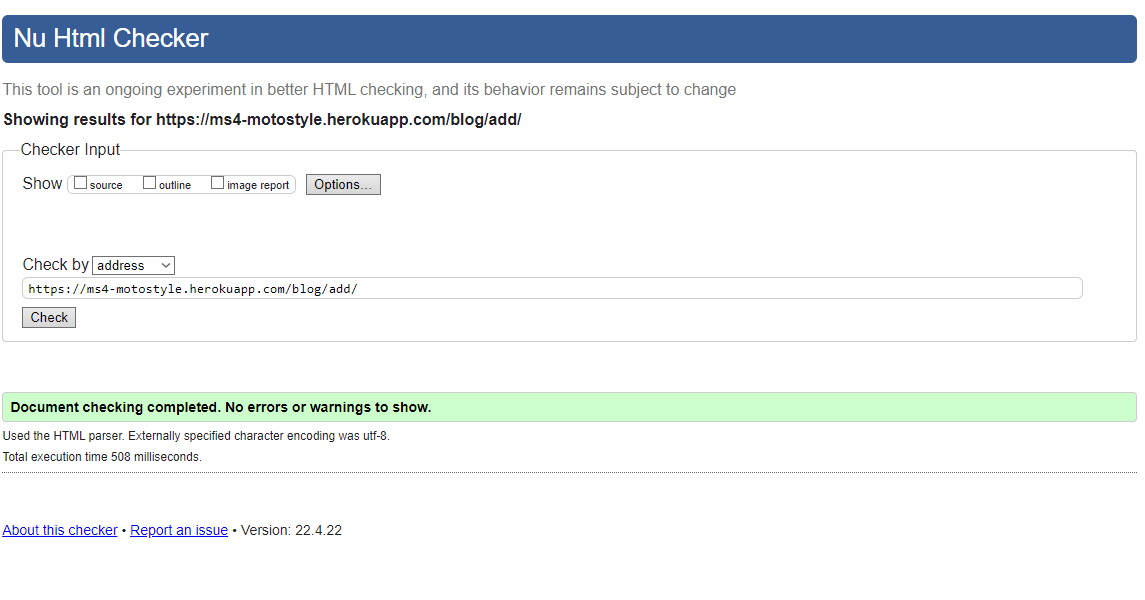 Nu Html Checker
This tool is an ongoing experiment in better HTML checking, and its behavior remains subject to change
Showing results for https://ms4-motostyle.herokuapp.com/blog/add/
Checker Input
Show source outline image report Options...
Check by address
https://ms4-motostyle.herokuapp.com/blog/add/
Check
Document checking completed. No errors or warnings to show.
Used the HTML parser. Externally specified character encoding was utf-8.
Total execution time 508 milliseconds.
About this checker • Report an issue • Version: 22.4.22